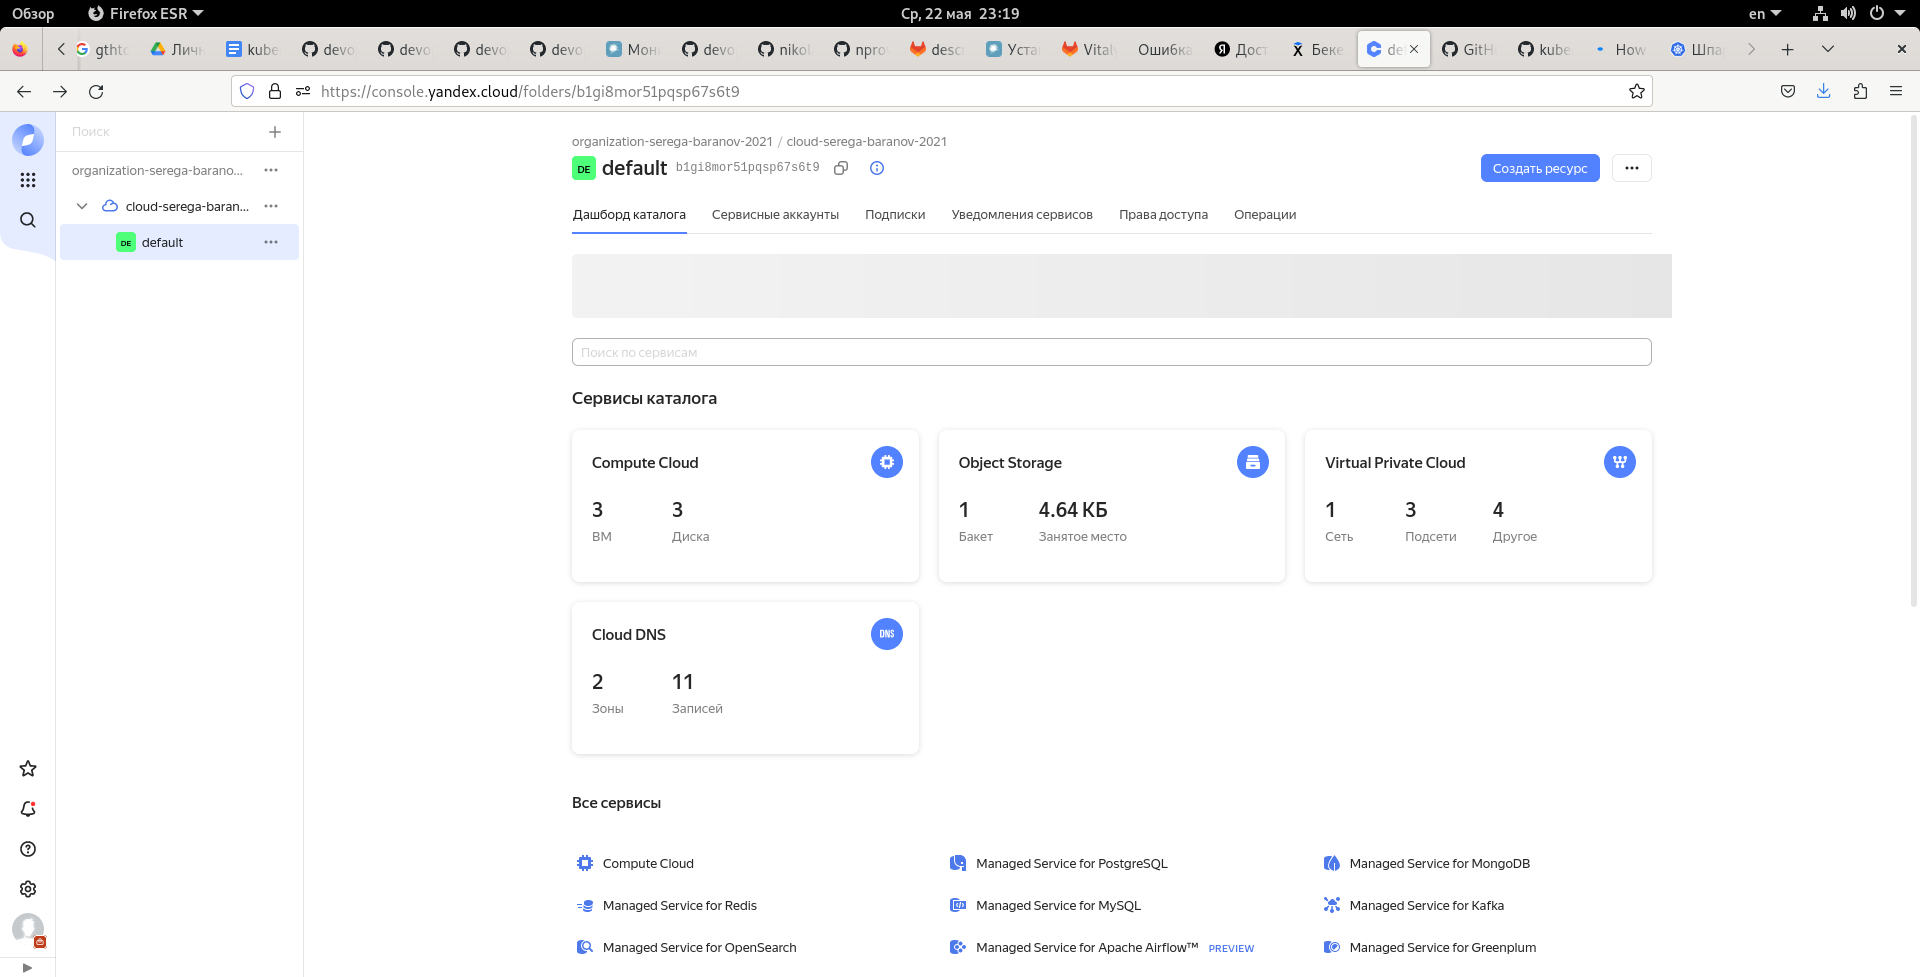 Обзор Firefox ESR Ср, 22 мая 23:19 en
gthto Личн kube devo devo devo devo Мон devo nikol npro desc Уста Vitaly Ошибка Дост Беке de GitH kube How Шпа
https://console.yandex.cloud/folders/b1gi8mor51pqsp67s6t9
Поиск
organization-serega-barano...
cloud-serega-baran...
DE default
organization-serega-baranov-2021 / cloud-serega-baranov-2021
DE default b1gi8mor51pqsp67s6t9
Создать ресурс
Дашборд каталога Сервисные аккаунты Подписки Уведомления сервисов Права доступа Операции
Поиск по сервисам
Сервисы каталога
Compute Cloud
3 3
ВМ Диска
Object Storage
1 4.64 КБ
Бакет Занятое место
Virtual Private Cloud
1 3 4
Сеть Подсети Другое
Cloud DNS DNS
2 11
Зоны Записей
Все сервисы
Compute Cloud Managed Service for PostgreSQL Managed Service for MongoDB
Managed Service for Redis Managed Service for MySQL Managed Service for Kafka
Managed Service for OpenSearch Managed Service for Apache Airflow™ PREVIEW Managed Service for Greenplum